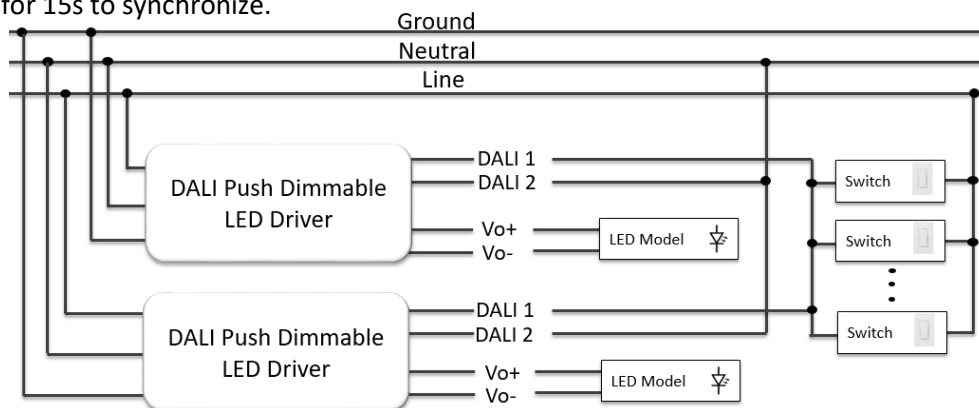 for 15s to synchronize.
Ground
Neutral
Line
DALI Push Dimmable
LED Driver
DALI 1
DALI 2
Vo+
Vo-
LED Model
Switch
Switch
Switch
DALI Push Dimmable
LED Driver
DALI 1
DALI 2
Vo+
Vo-
LED Model